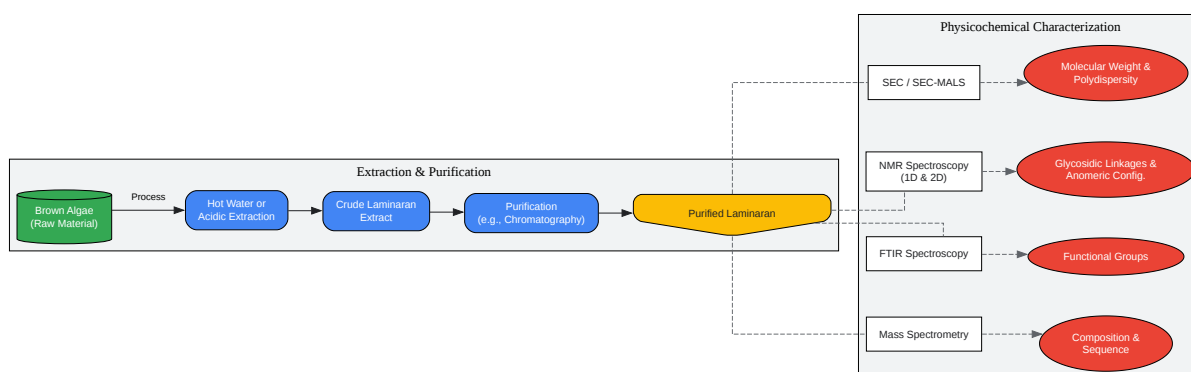 Physicochemical Characterization
SEC / SEC-MALS
Molecular Weight &
Polydispersity
Extraction & Purification
Brown Algae
(Raw Material)
Process
Hot Water or
Acidic Extraction
Crude Laminaran
Extract
Purification
(e.g., Chromatography)
Purified Laminaran
NMR Spectroscopy
(1D & 2D)
Glycosidic Linkages &
Anomeric Config.
FTIR Spectroscopy
Functional Groups
Mass Spectrometry
Composition &
Sequence